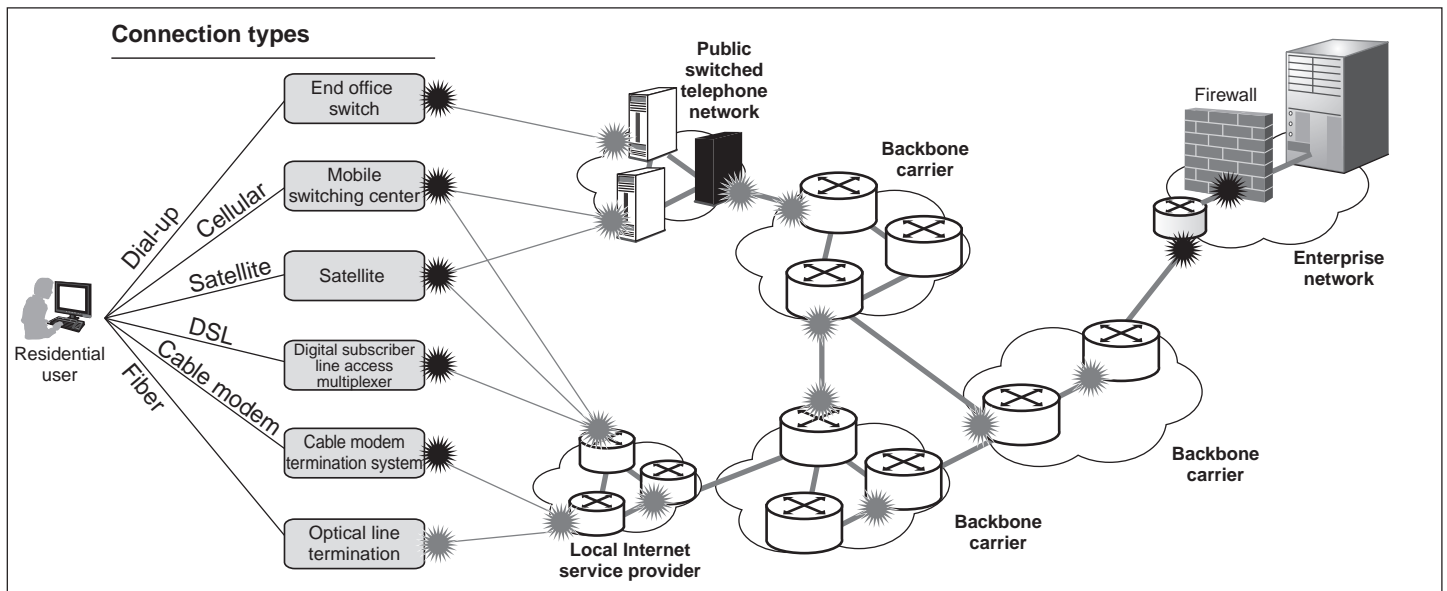 Connection types
End office
switch
Mobile
switching center
Satellite
Digital subscriber
line access
multiplexer
Cable modem
termination system
Optical line
termination
Dial-up
Cellular
Satellite
DSL
Cable modem
Fiber
Residential
user
Public
switched
telephone
network
Backbone
carrier
Firewall
Enterprise
network
Backbone
carrier
Backbone
carrier
Local Internet
service provider